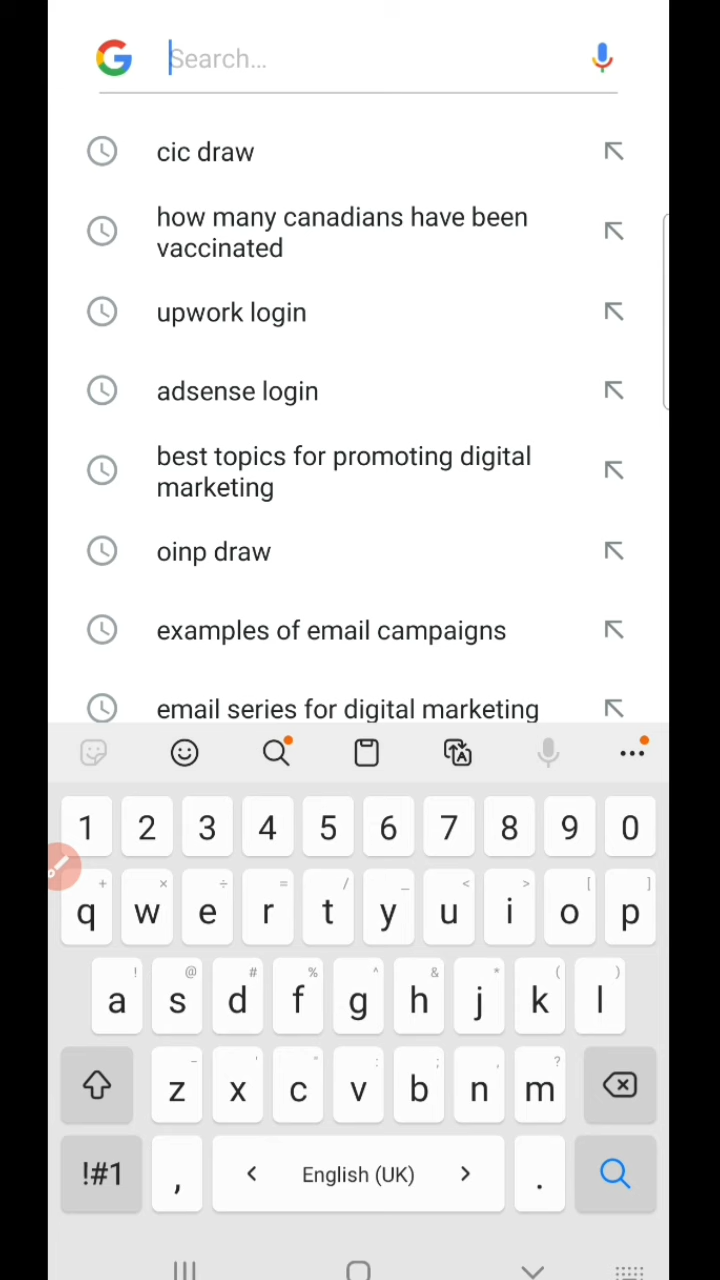 Search...
cic draw
how many canadians have been
vaccinated
upwork login
adsense login
best topics for promoting digital
marketing
oinp draw
examples of email campaigns
email series for digital marketing
1 2 3 4 5 6 7 8 9 0
+ × ÷ = / _ < > [ ]
q w e r t y u i o p
! @ # % ^ & * ( )
a s d f g h j k l
- ' " : ; , ?
z x c v b n m
!#1 , < English (UK) > .